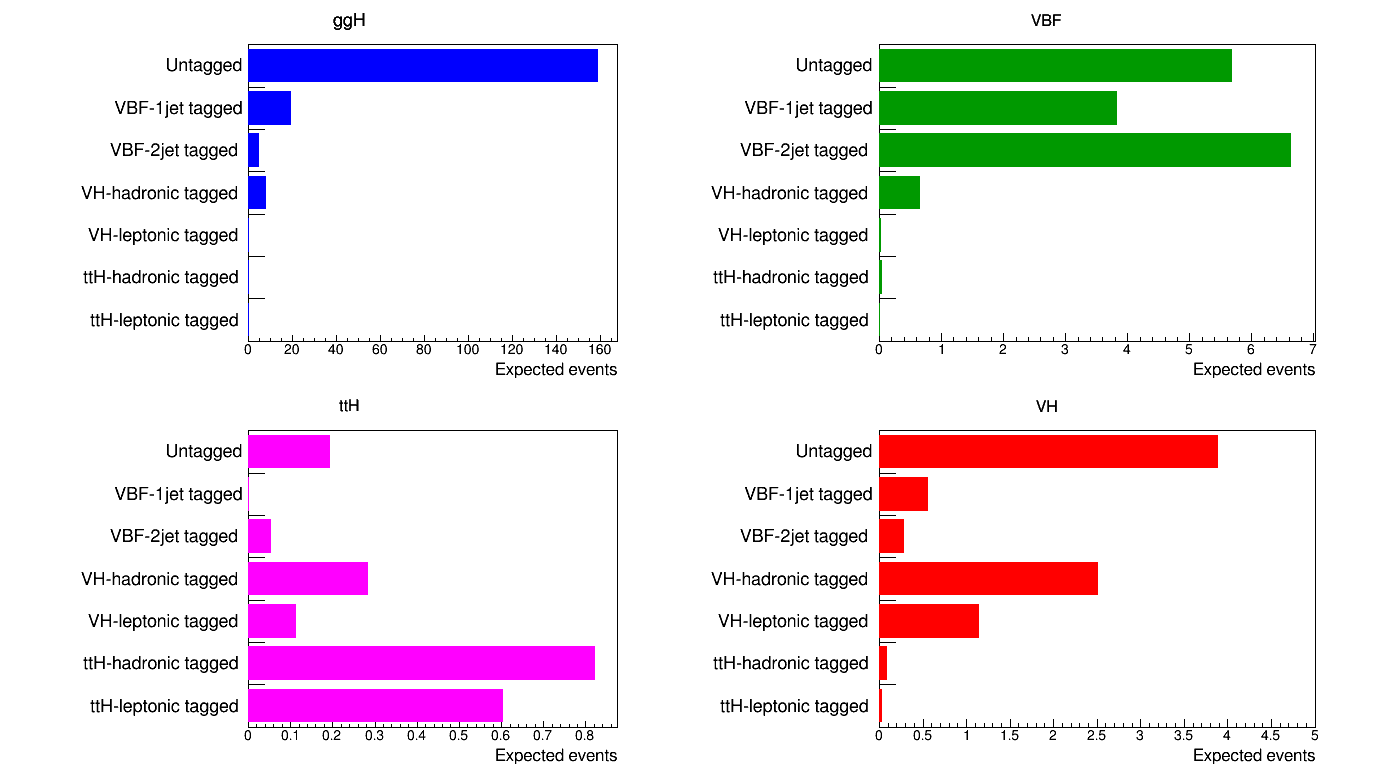 ggH
Untagged
VBF-1jet tagged
VBF-2jet tagged
VH-hadronic tagged
VH-leptonic tagged
ttH-hadronic tagged
ttH-leptonic tagged
0 20 40 60 80 100 120 140 160
Expected events
VBF
Untagged
VBF-1jet tagged
VBF-2jet tagged
VH-hadronic tagged
VH-leptonic tagged
ttH-hadronic tagged
ttH-leptonic tagged
0 1 2 3 4 5 6 7
Expected events
ttH
Untagged
VBF-1jet tagged
VBF-2jet tagged
VH-hadronic tagged
VH-leptonic tagged
ttH-hadronic tagged
ttH-leptonic tagged
0 0.1 0.2 0.3 0.4 0.5 0.6 0.7 0.8
Expected events
VH
Untagged
VBF-1jet tagged
VBF-2jet tagged
VH-hadronic tagged
VH-leptonic tagged
ttH-hadronic tagged
ttH-leptonic tagged
0 0.5 1 1.5 2 2.5 3 3.5 4 4.5 5
Expected events